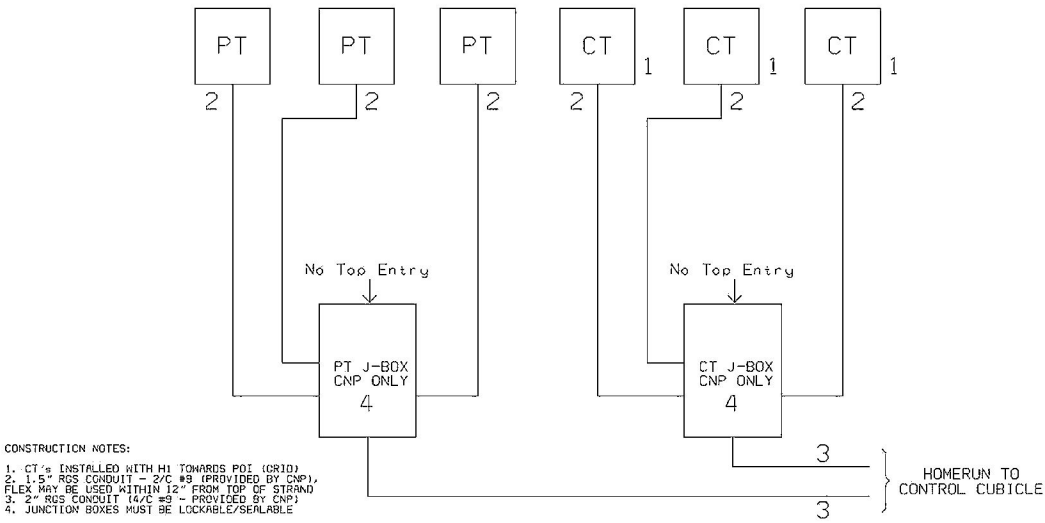 PT PT PT CT CT CT
1 1 1
2 2 2 2 2 2
No Top Entry No Top Entry
PT J-BOX
CNP ONLY
4
CT J-BOX
CNP ONLY
4
3
HOMERUN TO
CONTROL CUBICLE
3
CONSTRUCTION NOTES:
1. CT's INSTALLED WITH H1 TOWARDS POI (GRID)
2. 1.5" RGS CONDUIT - 2/C #9 (PROVIDED BY CNP),
FLEX MAY BE USED WITHIN 12" FROM TOP OF STRAND
3. 2" RGS CONDUIT (4/C #9 - PROVIDED BY CNP)
4. JUNCTION BOXES MUST BE LOCKABLE/SEALABLE